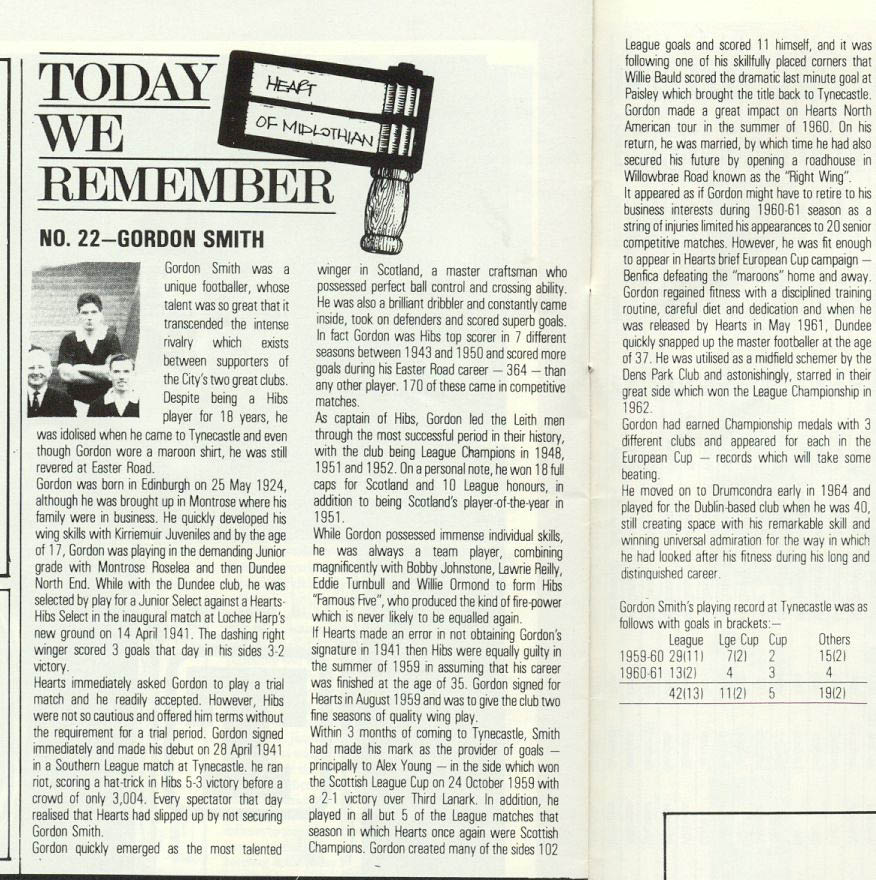 TODAY
WE
REMEMBER
HEART
OF MIDLOTHIAN
NO. 22—GORDON SMITH
Gordon Smith was a
unique footballer, whose
talent was so great that it
transcended the intense
rivalry which exists
between supporters of
the City's two great clubs.
Despite being a Hibs
player for 18 years, he
was idolised when he came to Tynecastle and even
though Gordon wore a maroon shirt, he was still
revered at Easter Road.
Gordon was born in Edinburgh on 25 May 1924,
although he was brought up in Montrose where his
family were in business. He quickly developed his
wing skills with Kirriemuir Juveniles and by the age
of 17, Gordon was playing in the demanding Junior
grade with Montrose Roselea and then Dundee
North End. While with the Dundee club, he was
selected by play for a Junior Select against a Hearts-
Hibs Select in the inaugural match at Lochee Harp's
new ground on 14 April 1941. The dashing right
winger scored 3 goals that day in his sides 3-2
victory.
Hearts immediately asked Gordon to play a trial
match and he readily accepted. However, Hibs
were not so cautious and offered him terms without
the requirement for a trial period. Gordon signed
immediately and made his debut on 28 April 1941
in a Southern League match at Tynecastle. he ran
riot, scoring a hat-trick in Hibs 5-3 victory before a
crowd of only 3,004. Every spectator that day
realised that Hearts had slipped up by not securing
Gordon Smith.
Gordon quickly emerged as the most talented
winger in Scotland, a master craftsman who
possessed perfect ball control and crossing ability.
He was also a brilliant dribbler and constantly came
inside, took on defenders and scored superb goals.
In fact Gordon was Hibs top scorer in 7 different
seasons between 1943 and 1950 and scored more
goals during his Easter Road career — 364 — than
any other player. 170 of these came in competitive
matches.
As captain of Hibs, Gordon led the Leith men
through the most successful period in their history,
with the club being League Champions in 1948,
1951 and 1952. On a personal note, he won 18 full
caps for Scotland and 10 League honours, in
addition to being Scotland's player-of-the-year in
1951.
While Gordon possessed immense individual skills,
he was always a team player, combining
magnificently with Bobby Johnstone, Lawrie Reilly,
Eddie Turnbull and Willie Ormond to form Hibs
"Famous Five", who produced the kind of fire-power
which is never likely to be equalled again.
If Hearts made an error in not obtaining Gordon's
signature in 1941 then Hibs were equally guilty in
the summer of 1959 in assuming that his career
was finished at the age of 35. Gordon signed for
Hearts in August 1959 and was to give the club two
fine seasons of quality wing play.
Within 3 months of coming to Tynecastle, Smith
had made his mark as the provider of goals —
principally to Alex Young — in the side which won
the Scottish League Cup on 24 October 1959 with
a 2-1 victory over Third Lanark. In addition, he
played in all but 5 of the League matches that
season in which Hearts once again were Scottish
Champions. Gordon created many of the sides 102
League goals and scored 11 himself, and it was
following one of his skillfully placed corners that
Willie Bauld scored the dramatic last minute goal at
Paisley which brought the title back to Tynecastle.
Gordon made a great impact on Hearts North
American tour in the summer of 1960. On his
return, he was married, by which time he had also
secured his future by opening a roadhouse in
Willowbrae Road known as the "Right Wing".
It appeared as if Gordon might have to retire to his
business interests during 1960-61 season as a
string of injuries limited his appearances to 20 senior
competitive matches. However, he was fit enough
to appear in Hearts brief European Cup campaign —
Benfica defeating the "maroons" home and away.
Gordon regained fitness with a disciplined training
routine, careful diet and dedication and when he
was released by Hearts in May 1961, Dundee
quickly snapped up the master footballer at the age
of 37. He was utilised as a midfield schemer by the
Dens Park Club and astonishingly, starred in their
great side which won the League Championship in
1962.
Gordon had earned Championship medals with 3
different clubs and appeared for each in the
European Cup — records which will take some
beating.
He moved on to Drumcondra early in 1964 and
played for the Dublin-based club when he was 40,
still creating space with his remarkable skill and
winning universal admiration for the way in which
he had looked after his fitness during his long and
distinguished career.
Gordon Smith's playing record at Tynecastle was as
follows with goals in brackets:—
League Lge Cup Cup Others
1959-60 29(11) 7(2) 2 15(2)
1960-61 13(2) 4 3 4
42(13) 11(2) 5 19(2)